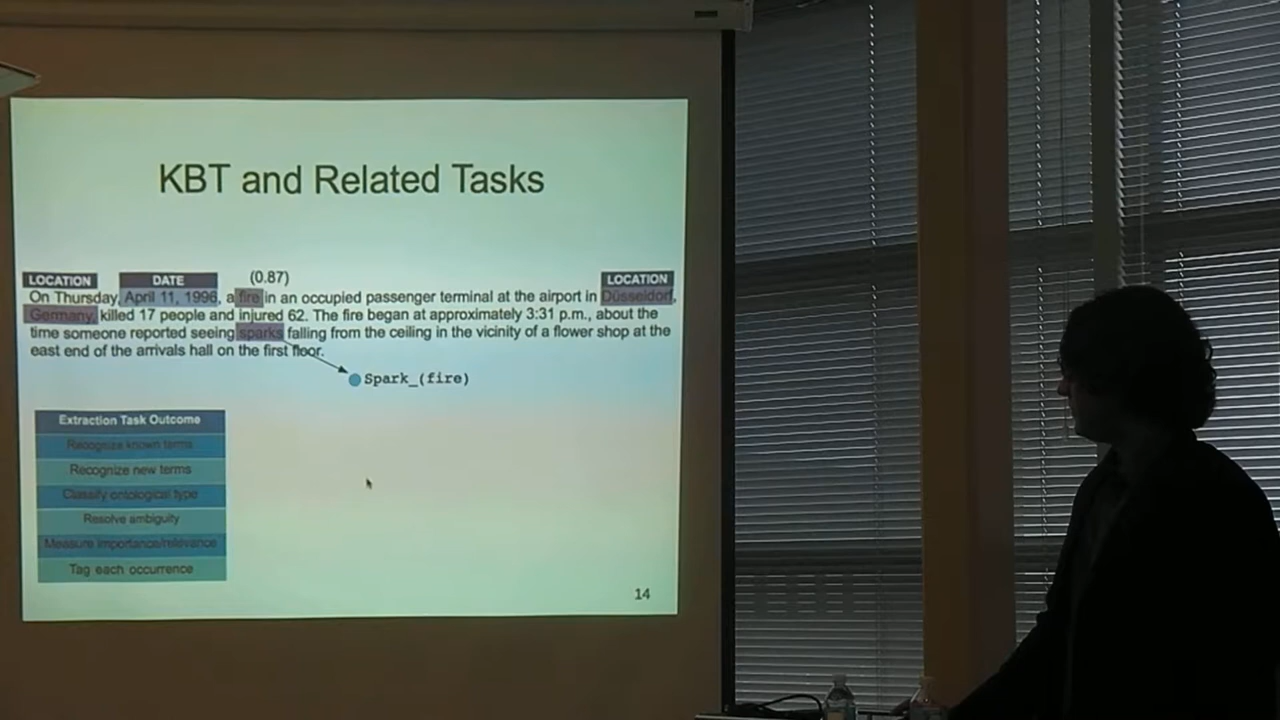 KBT and Related Tasks
LOCATION DATE (0.87) LOCATION
On Thursday, April 11, 1996, a fire in an occupied passenger terminal at the airport in Düsseldorf,
Germany, killed 17 people and injured 62. The fire began at approximately 3:31 p.m., about the
time someone reported seeing sparks falling from the ceiling in the vicinity of a flower shop at the
east end of the arrivals hall on the first floor.
Spark_(fire)
Extraction Task Outcome
Recognize known terms
Recognize new terms
Classify ontological type
Resolve ambiguity
Measure importance/relevance
Tag each occurrence
14